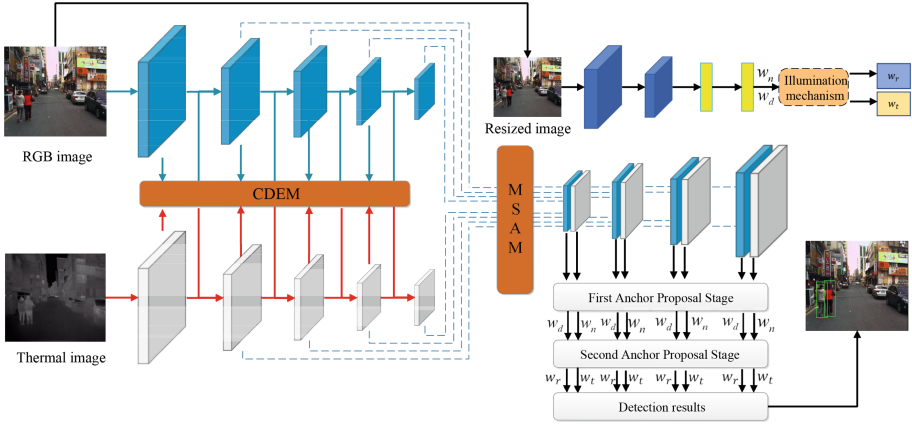 RGB image
CDEM
Thermal image
Resized image
w_n
w_d
Illumination
mechanism
w_r
w_t
M
S
A
M
First Anchor Proposal Stage
w_d w_n w_d w_n w_d w_n w_d w_n
Second Anchor Proposal Stage
w_r w_t w_r w_t w_r w_t w_r w_t
Detection results